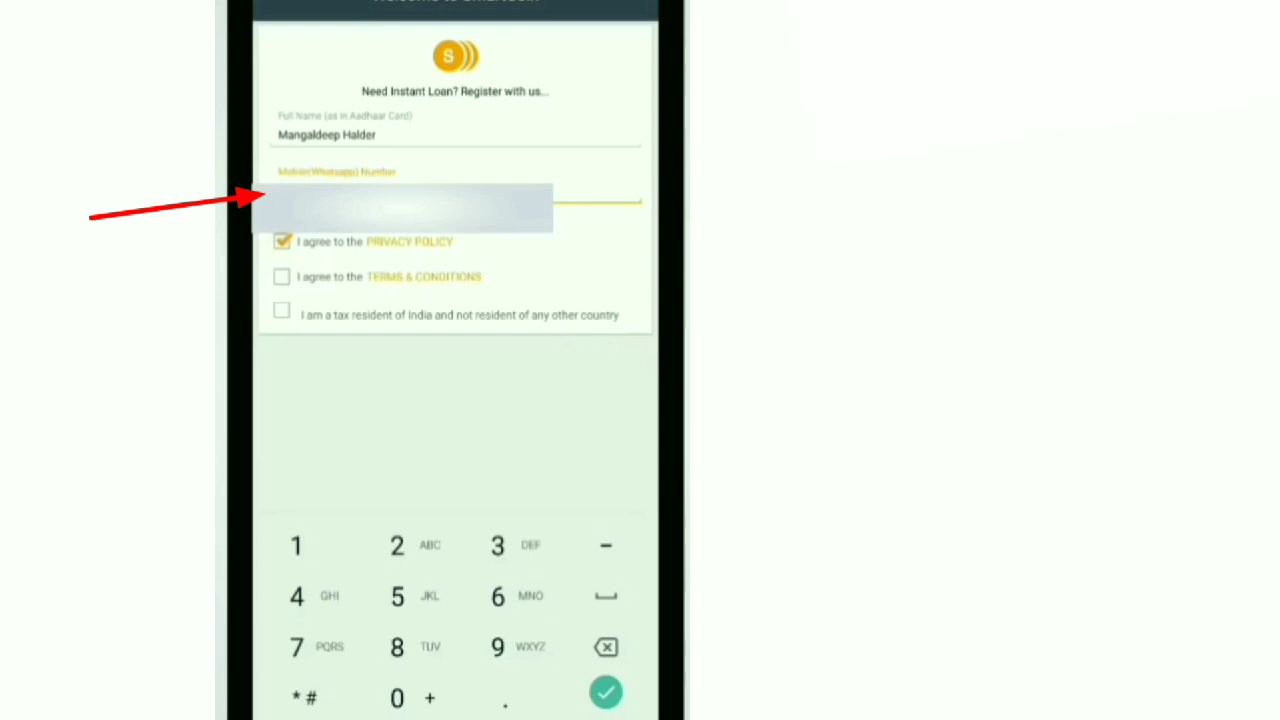 Welcome to Smartcoin
S
Need Instant Loan? Register with us...
Full Name (as in Aadhaar Card)
Mangaldeep Halder
Mobile(Whatsapp) Number
I agree to the PRIVACY POLICY
I agree to the TERMS & CONDITIONS
I am a tax resident of India and not resident of any other country
1 2 ABC 3 DEF -
4 GHI 5 JKL 6 MNO
7 PQRS 8 TUV 9 WXYZ
* # 0 + .